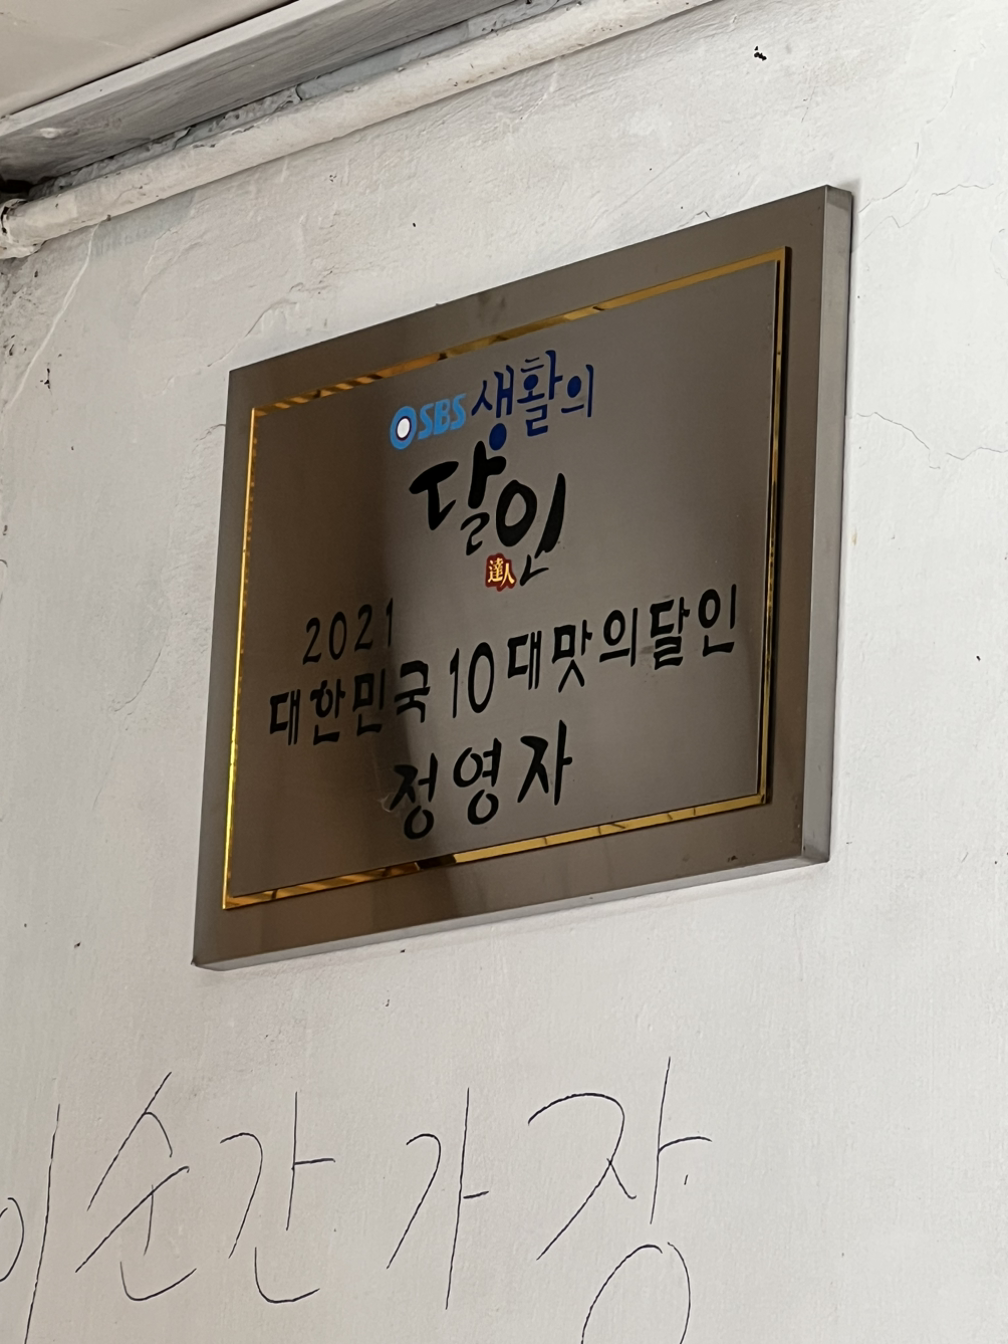 SBS 생활의
달인
達人
2021
대한민국 10대맛의달인
정영자
이순간 가장